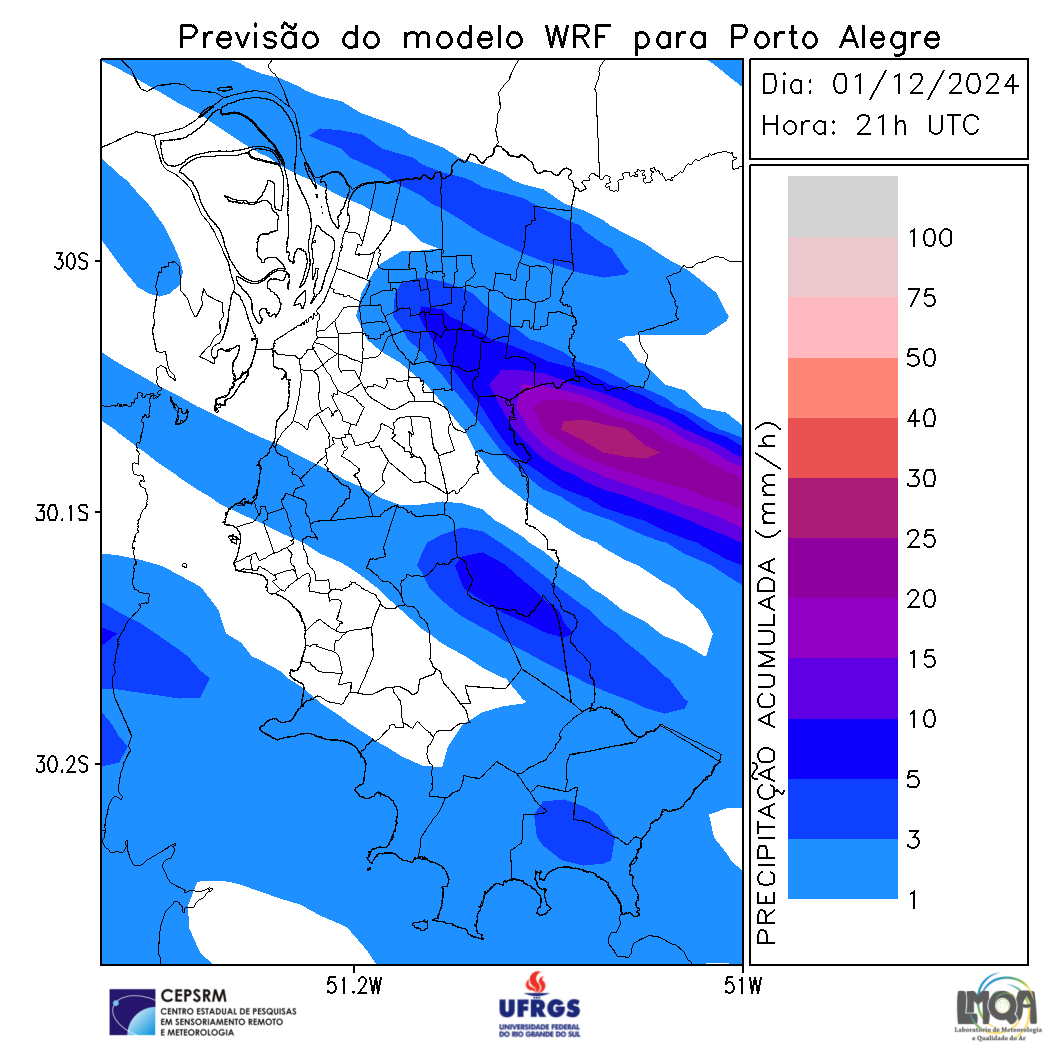 Previsão do modelo WRF para Porto Alegre
Dia: 01/12/2024
Hora: 21h UTC
30S
30.1S
30.2S
51.2W
51W
PRECIPITAÇÃO ACUMULADA (mm/h)
100
75
50
40
30
25
20
15
10
5
3
1
CEPSRM
CENTRO ESTADUAL DE PESQUISAS
EM SENSORIAMENTO REMOTO
E METEOROLOGIA
UFRGS
UNIVERSIDADE FEDERAL
DO RIO GRANDE DO SUL
LMQA
Laboratório de Meteorologia
e Qualidade do Ar